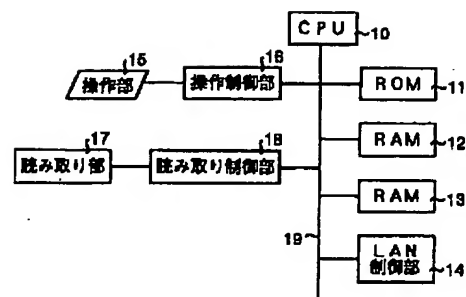 CPU
10
15
操作部
16
操作制御部
ROM
11
17
読み取り部
18
読み取り制御部
RAM
12
RAM
13
19
LAN
制御部
14